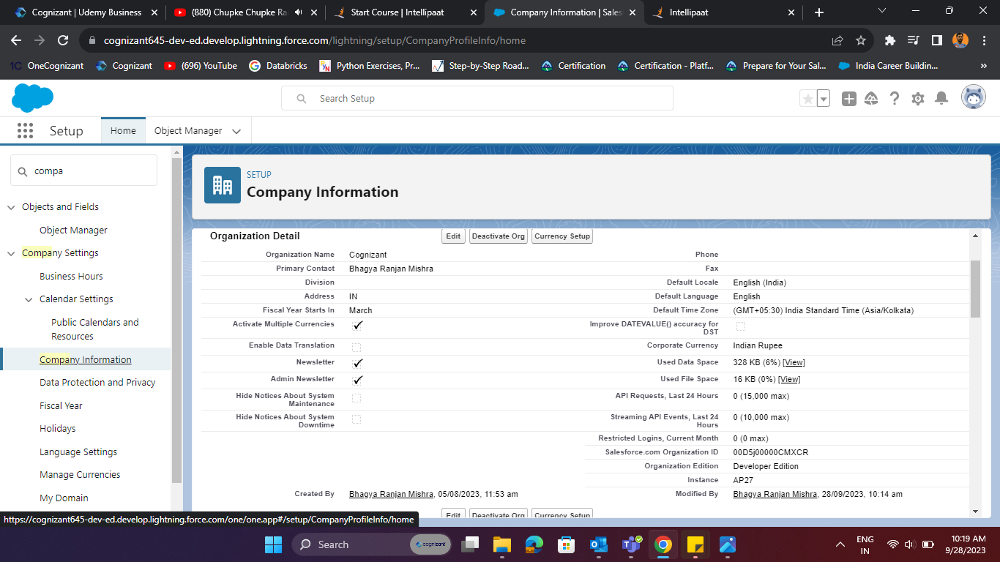 Cognizant | Udemy Business
(880) Chupke Chupke Ra
Start Course | Intellipaat
Company Information | Sales
Intellipaat
cognizant645-dev-ed.develop.lightning.force.com/lightning/setup/CompanyProfileInfo/home
1C OneCognizant
Cognizant
(696) YouTube
Databricks
Python Exercises, Pr...
Step-by-Step Road...
Certification
Certification - Platf...
Prepare for Your Sal...
India Career Buildin...
»
Search Setup
Setup
Home
Object Manager
compa
Objects and Fields
Object Manager
Company Settings
Business Hours
Calendar Settings
Public Calendars and
Resources
Company Information
Data Protection and Privacy
Fiscal Year
Holidays
Language Settings
Manage Currencies
My Domain
SETUP
Company Information
Organization Detail
Edit
Deactivate Org
Currency Setup
Organization Name Cognizant
Phone
Primary Contact Bhagya Ranjan Mishra
Fax
Division
Default Locale English (India)
Address IN
Default Language English
Fiscal Year Starts In March
Default Time Zone (GMT+05:30) India Standard Time (Asia/Kolkata)
Activate Multiple Currencies
Improve DATEVALUE() accuracy for
DST
Enable Data Translation
Corporate Currency Indian Rupee
Newsletter
Used Data Space 328 KB (6%) [View]
Admin Newsletter
Used File Space 16 KB (0%) [View]
Hide Notices About System
Maintenance
API Requests, Last 24 Hours 0 (15,000 max)
Hide Notices About System
Downtime
Streaming API Events, Last 24
Hours
0 (10,000 max)
Restricted Logins, Current Month 0 (0 max)
Salesforce.com Organization ID 00D5j00000CMXCR
Organization Edition Developer Edition
Instance AP27
Created By Bhagya Ranjan Mishra, 05/08/2023, 11:53 am
Modified By Bhagya Ranjan Mishra, 28/09/2023, 10:14 am
Edit
Deactivate Org
Currency Setup
https://cognizant645-dev-ed.develop.lightning.force.com/one/one.app#/setup/CompanyProfileInfo/home
Search
cognizant
ENG
IN
10:19 AM
9/28/2023